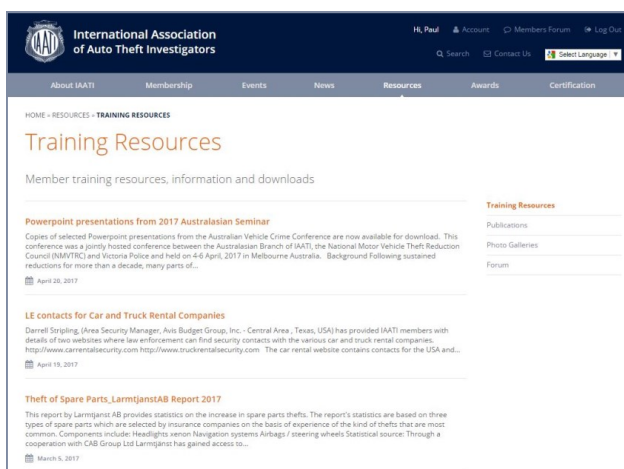 IAATI
International Association
of Auto Theft Investigators
Hi, Paul Account Members Forum Log Out
Search Contact Us Select Language ▼
About IAATI Membership Events News Resources Awards Certification
HOME » RESOURCES » TRAINING RESOURCES
Training Resources
Member training resources, information and downloads
Training Resources
Publications
Photo Galleries
Forum
Powerpoint presentations from 2017 Australasian Seminar
Copies of selected Powerpoint presentations from the Australian Vehicle Crime Conference are now available for download. This
conference was a jointly hosted conference between the Australasian Branch of IAATI, the National Motor Vehicle Theft Reduction
Council (NMVTRC) and Victoria Police and held on 4-6 April, 2017 in Melbourne Australia. Background Following sustained
reductions for more than a decade, many parts of...
April 20, 2017
LE contacts for Car and Truck Rental Companies
Darrell Stripling, (Area Security Manager, Avis Budget Group, Inc. - Central Area , Texas, USA) has provided IAATI members with
details of two websites where law enforcement can find security contacts with the various car and truck rental companies.
http://www.carrentalsecurity.com http://www.truckrentalsecurity.com The car rental website contains contacts for the USA and...
April 19, 2017
Theft of Spare Parts_LarmtjanstAB Report 2017
This report by Larmtjanst AB provides statistics on the increase in spare parts thefts. The report's statistics are based on three
types of spare parts which are selected by insurance companies on the basis of experience of the kind of thefts that are most
common. Components include: Headlights xenon Navigation systems Airbags / steering wheels Statistical source: Through a
cooperation with CAB Group Ltd Larmtjänst has gained access to...
March 5, 2017